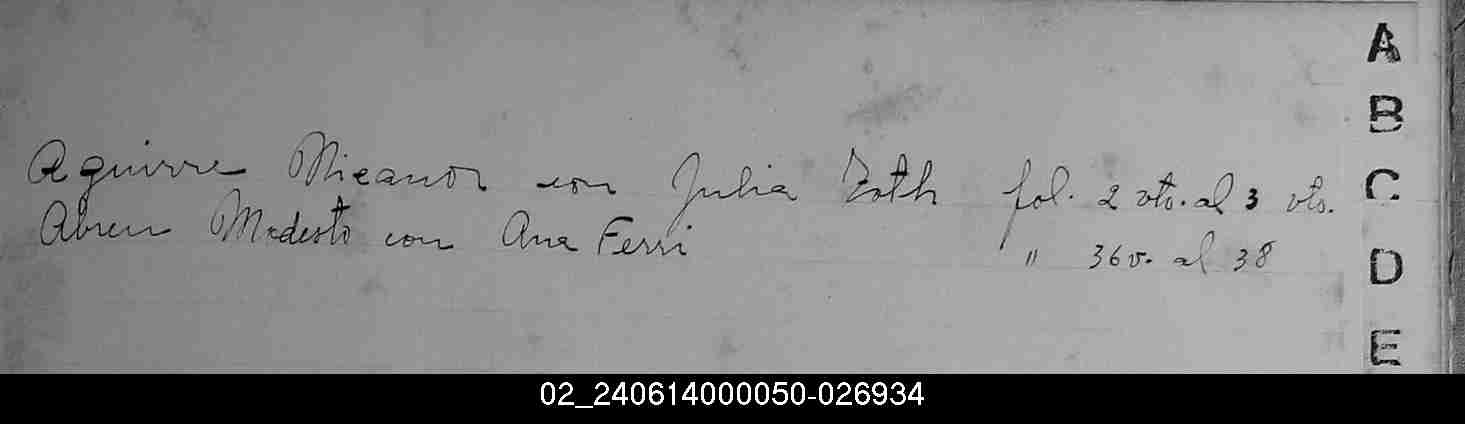 Aguirre Nicanor con Julia Toth fol. 2 vto. al 3 vto.
Abreu Modesto con Ana Ferri " 36 v. al 38
A
B
C
D
E
02_240614000050-026934